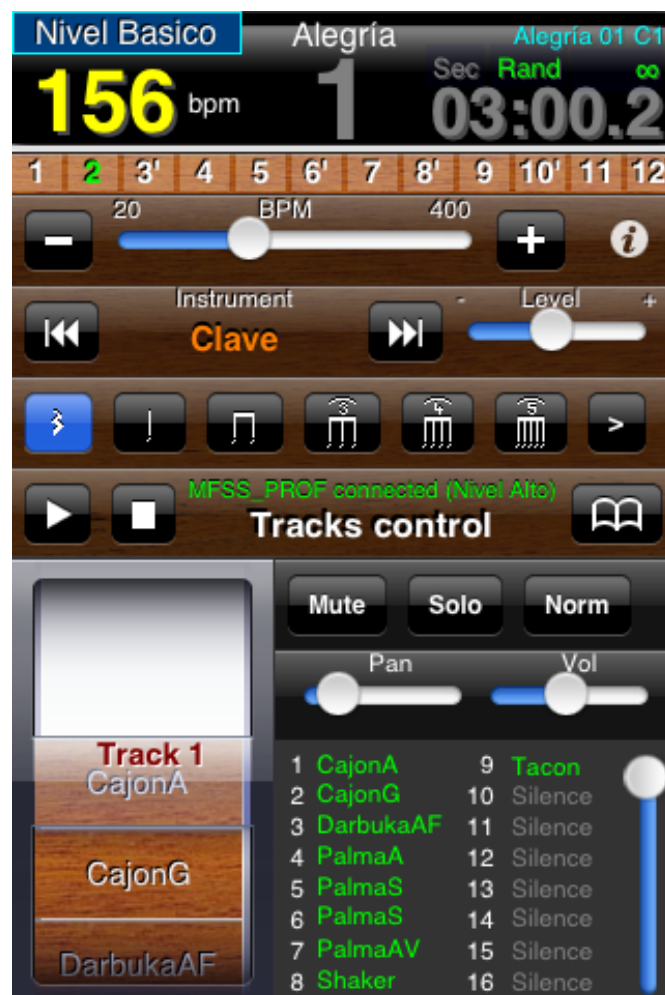 Nivel Basico Alegría Alegría 01 C1
Sec Rand ∞
156 bpm 1 03:00.2
1 2 3' 4 5 6' 7 8' 9 10' 11 12
20 BPM 400
- + i
Instrument - Level +
Clave
3 4 5 >
MFSS_PROF connected (Nivel Alto)
Tracks control
Mute Solo Norm
Pan Vol
Track 1
CajonA
CajonG
DarbukaAF
1 CajonA 9 Tacon
2 CajonG 10 Silence
3 DarbukaAF 11 Silence
4 PalmaA 12 Silence
5 PalmaS 13 Silence
6 PalmaS 14 Silence
7 PalmaAV 15 Silence
8 Shaker 16 Silence